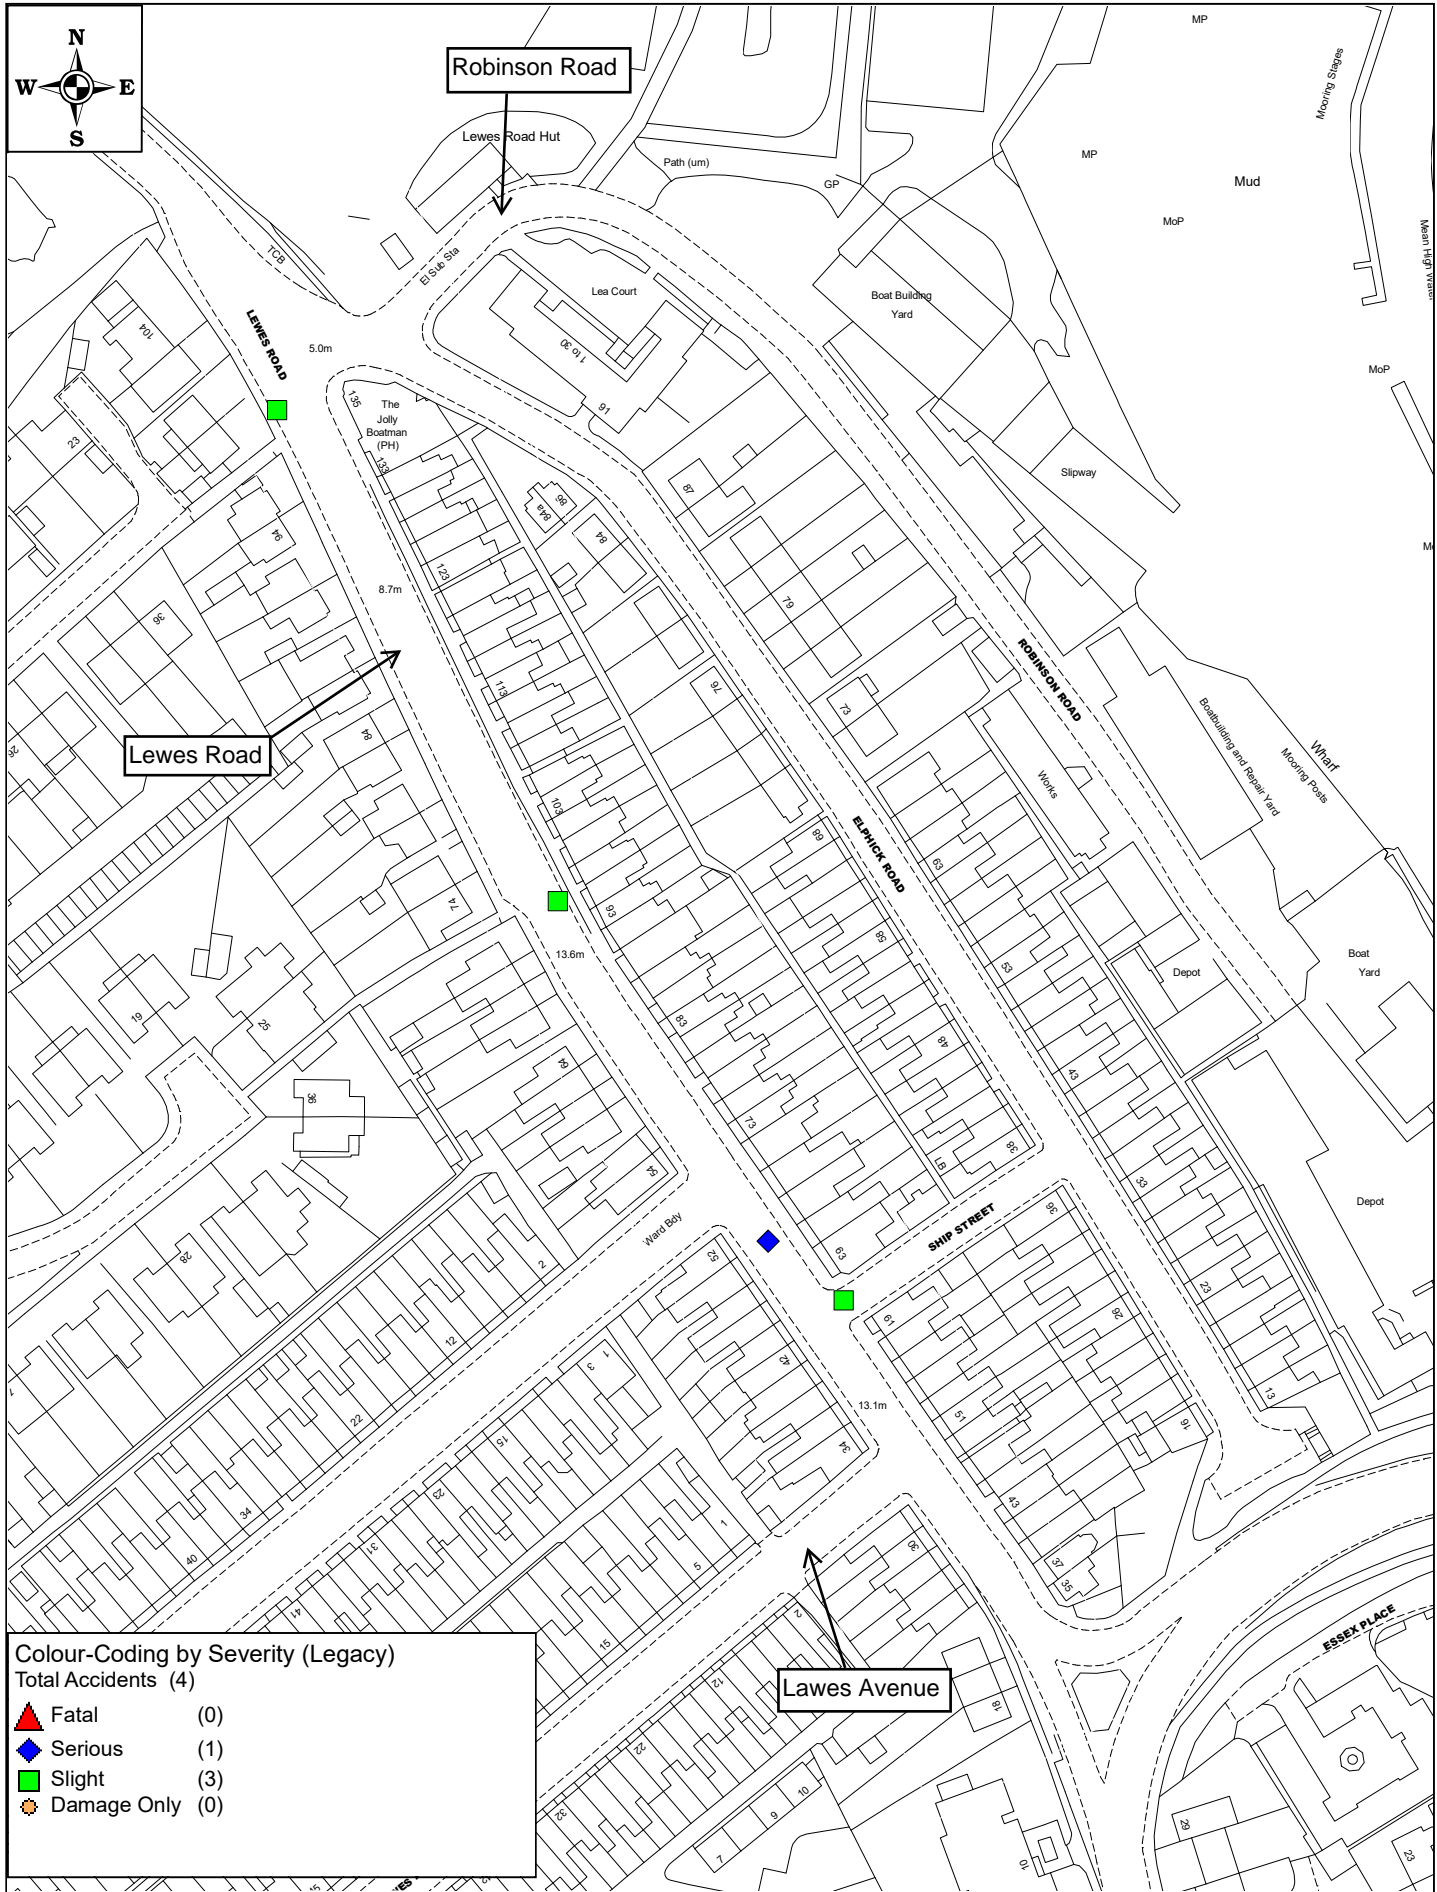 N
W E
S
Robinson Road
Lewes Road Hut
Path (um)
GP
MP
MP
Mud
MoP
Mooring Stages
Mean High Water
El Sub Sta
TCB
LEWES ROAD
5.0m
Lea Court
1 to 30
91
Boat Building
Yard
MoP
104
135
The
Jolly
Boatman
(PH)
133
23
Slipway
87
86
84a
84
94
123
8.7m
79
36
113
ROBINSON ROAD
76
73
Lewes Road
84
26
Boatbuilding and Repair Yard
Wharf
Mooring Posts
Works
103
ELPHICK ROAD
68
63
74
93
13.6m
58
53
Depot
Boat
Yard
19
25
83
48
43
64
36
73
38
LB
54
33
Depot
SHIP STREET
36
Ward Bdy
52
63
28
2
23
61
26
12
42
1
3
13
13.1m
51
16
22
15
34
23
43
34
1
30
31
37
35
40
5
41
15
2
ESSEX PLACE
Lawes Avenue
12
18
22
32
10
9
7
10
29
23
Colour-Coding by Severity (Legacy)
Total Accidents (4)
Fatal (0)
Serious (1)
Slight (3)
Damage Only (0)